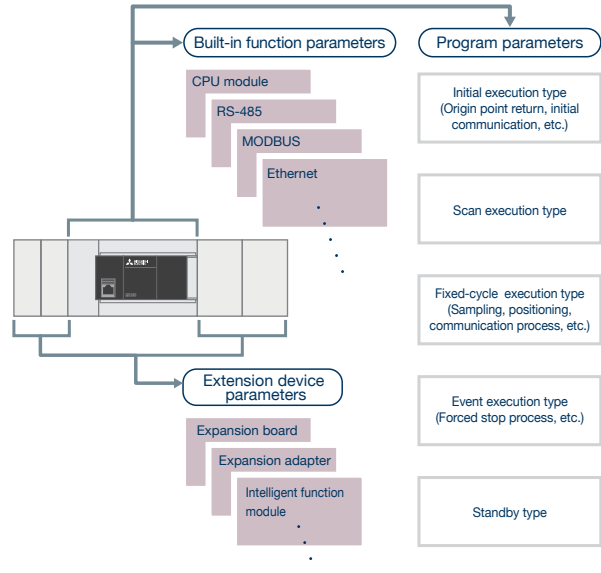 Built-in function parameters
CPU module
RS-485
MODBUS
Ethernet
Extension device
parameters
Expansion board
Expansion adapter
Intelligent function
module
Program parameters
Initial execution type
(Origin point return, initial
communication, etc.)
Scan execution type
Fixed-cycle execution type
(Sampling, positioning,
communication process, etc.)
Event execution type
(Forced stop process, etc.)
Standby type